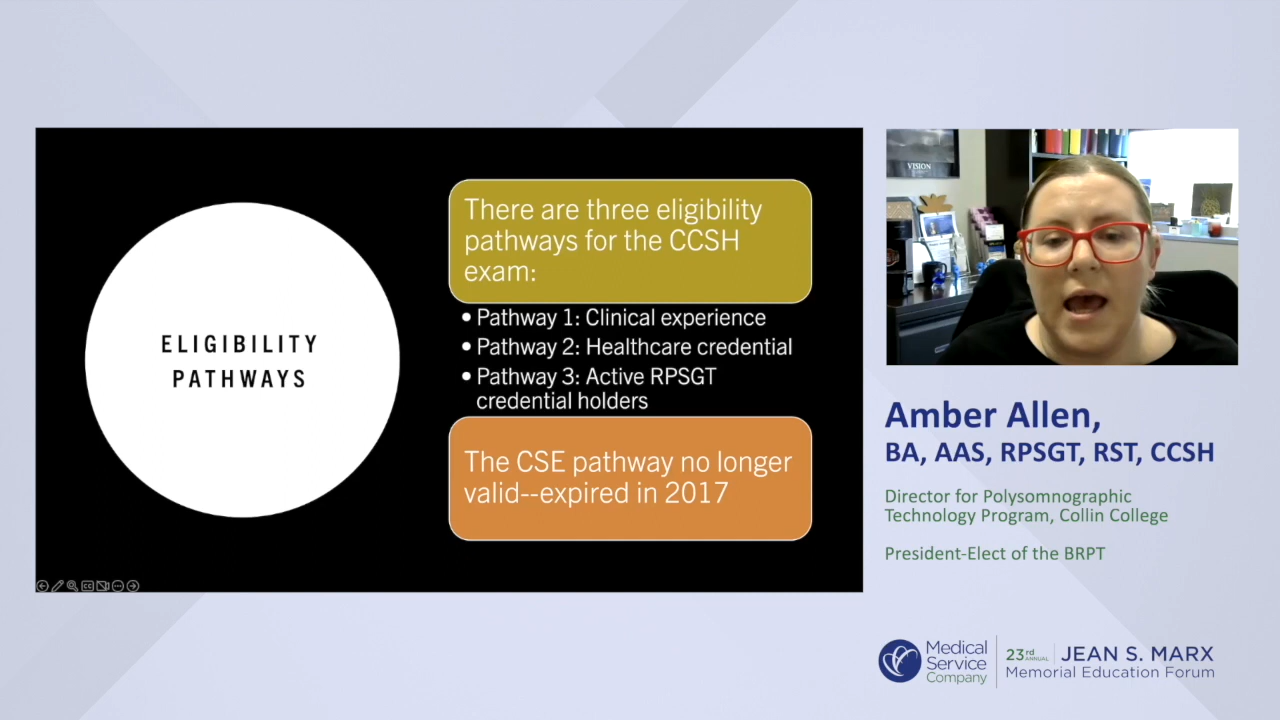 ELIGIBILITY
PATHWAYS
There are three eligibility
pathways for the CCSH
exam:
• Pathway 1: Clinical experience
• Pathway 2: Healthcare credential
• Pathway 3: Active RPSGT
credential holders
The CSE pathway no longer
valid--expired in 2017
VISION
Amber Allen,
BA, AAS, RPSGT, RST, CCSH
Director for Polysomnographic
Technology Program, Collin College
President-Elect of the BRPT
Medical
Service
Company
23rd ANNUAL JEAN S. MARX
Memorial Education Forum